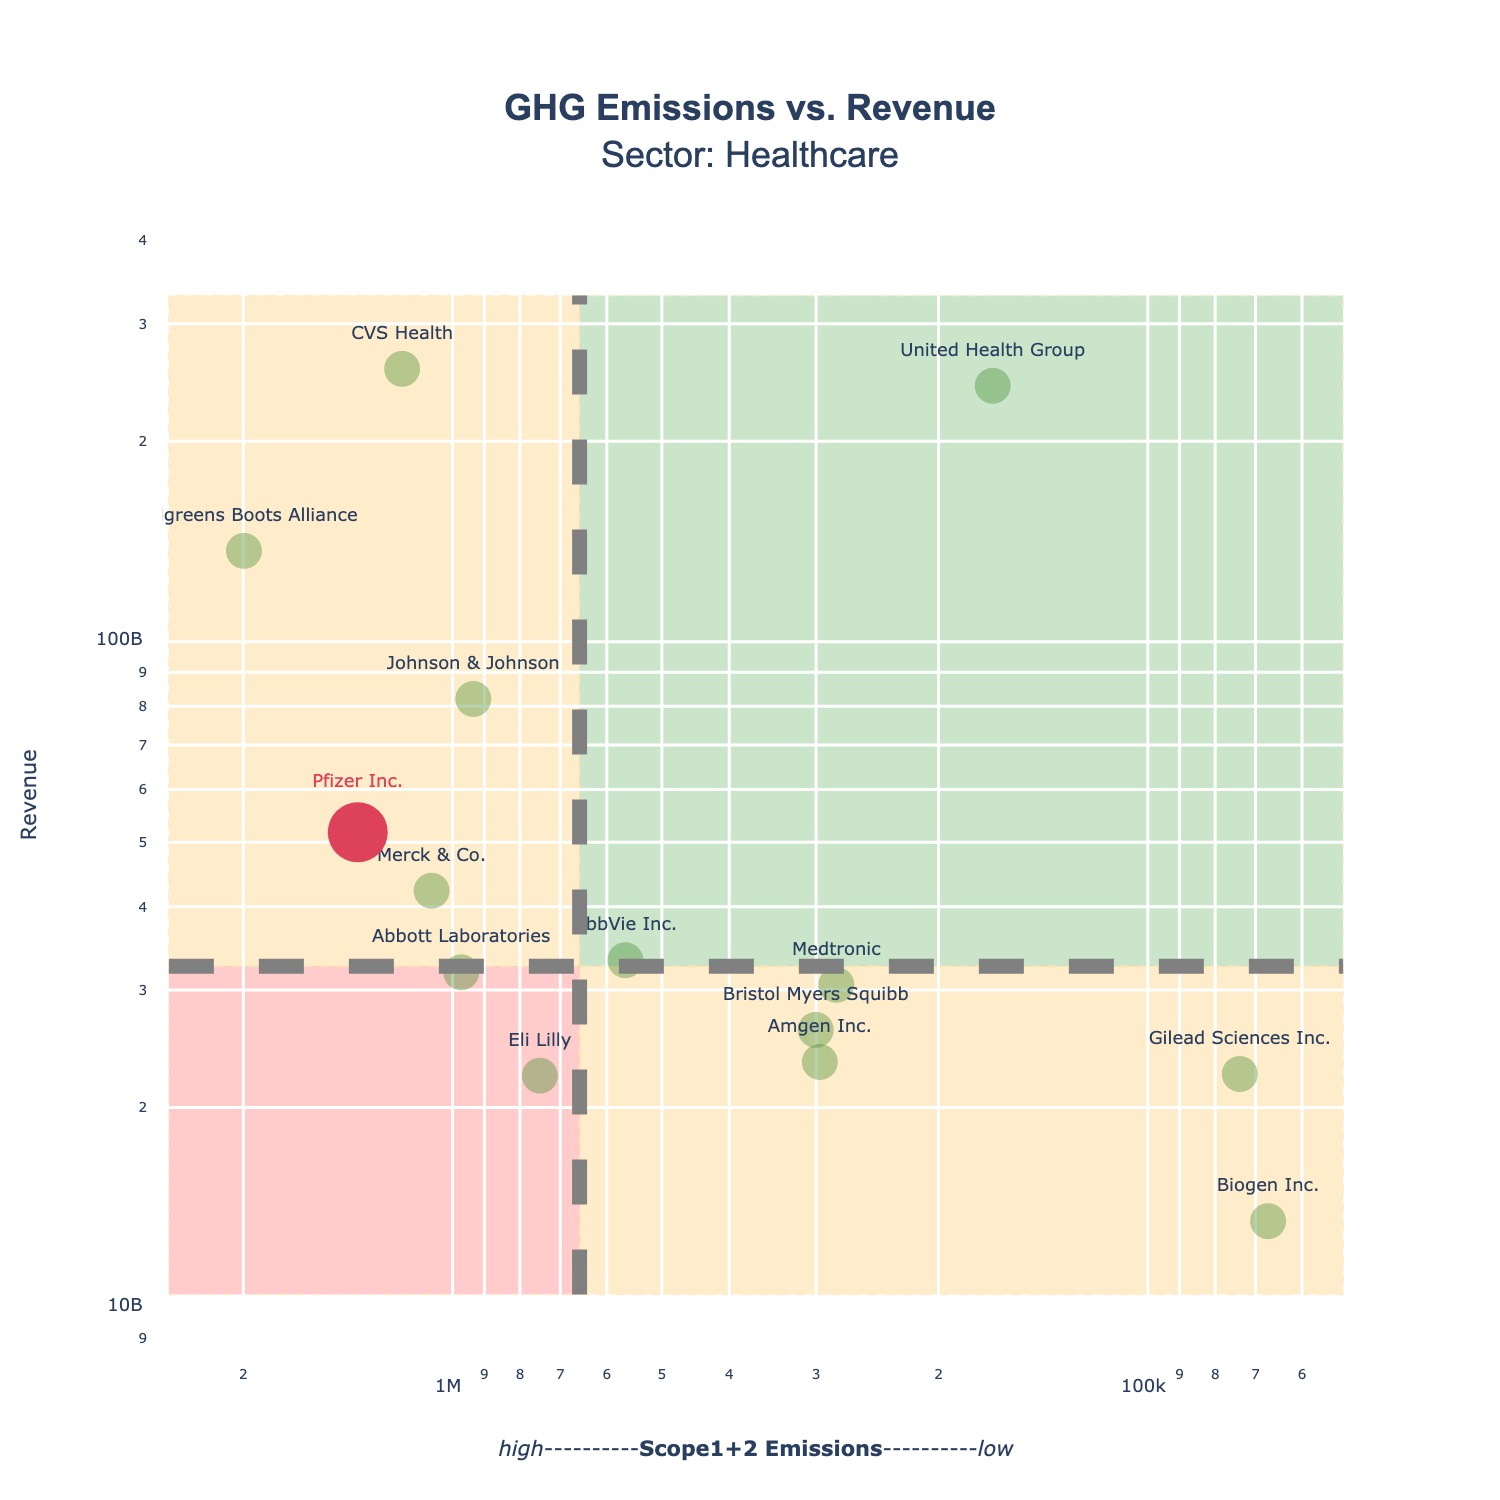 GHG Emissions vs. Revenue
Sector: Healthcare
4
3
2
100B
9
8
7
6
5
4
3
2
10B
9
Revenue
CVS Health
United Health Group
greens Boots Alliance
Johnson & Johnson
Pfizer Inc.
Merck & Co.
bbVie Inc.
Abbott Laboratories
Medtronic
Bristol Myers Squibb
Amgen Inc.
Eli Lilly
Gilead Sciences Inc.
Biogen Inc.
2 1M 9 8 7 6 5 4 3 2 100k 9 8 7 6
high----------Scope1+2 Emissions----------low